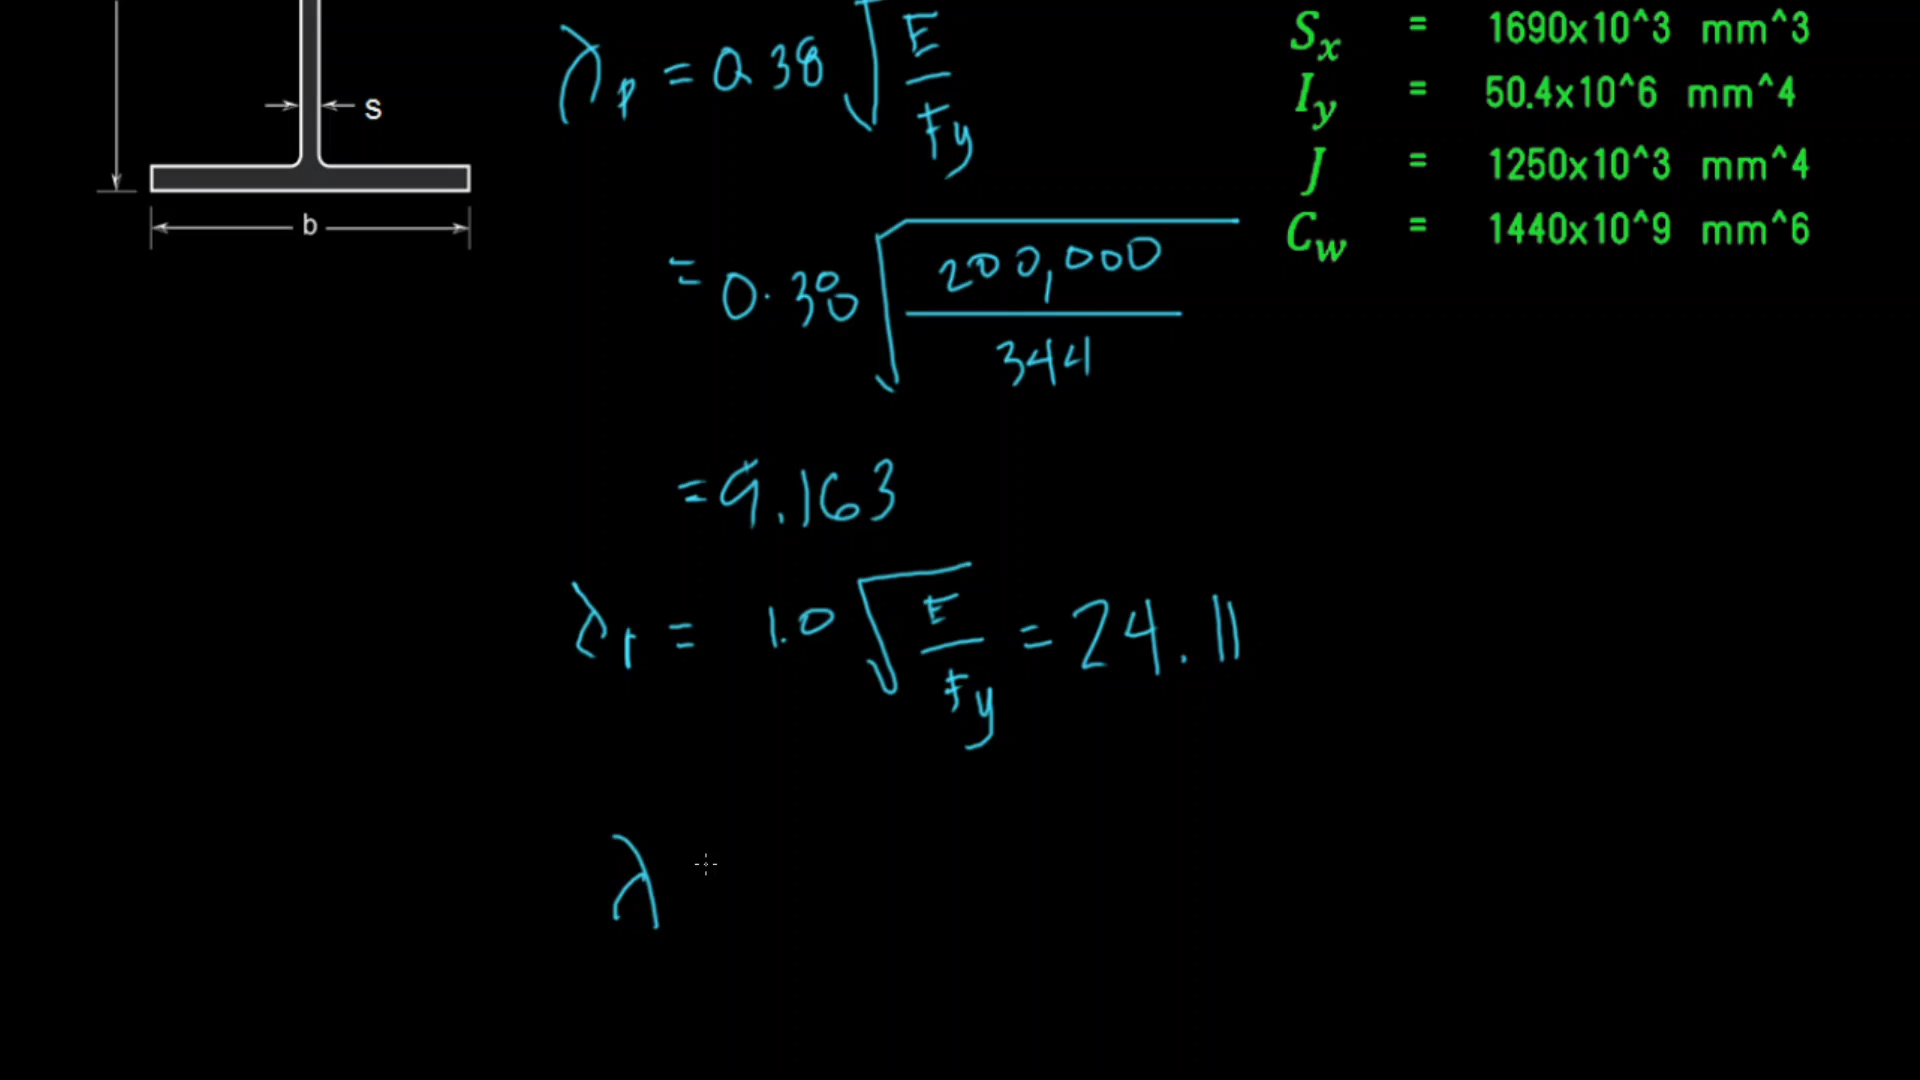 λp = 0.38 √(E/Fy)
= 0.38 √(200,000/344)
= 9.163
λr = 1.0 √(E/Fy) = 24.11
λ
s
b
Sx = 1690x10^3 mm^3
Iy = 50.4x10^6 mm^4
J = 1250x10^3 mm^4
Cw = 1440x10^9 mm^6